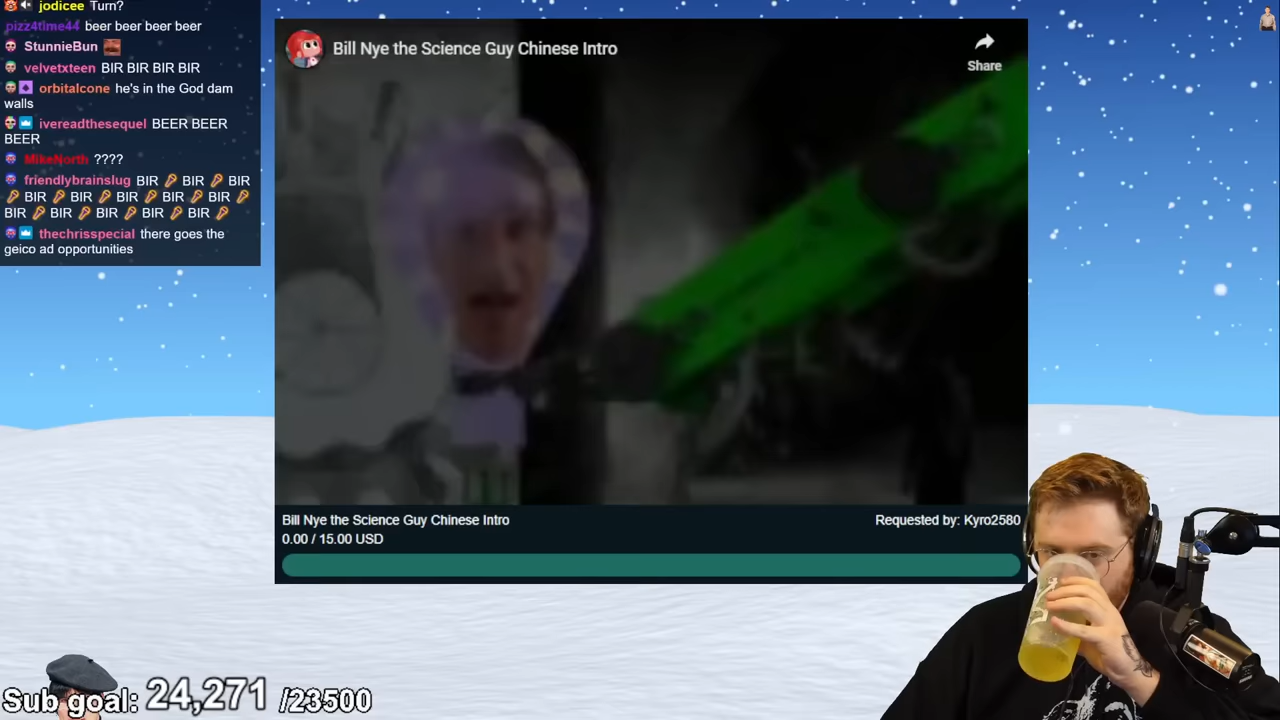 jodicee Turn?
pizz4t1me44 beer beer beer beer
StunnieBun
velvetxteen BIR BIR BIR BIR
orbitalcone he's in the God dam
walls
ivereadthesequel BEER BEER
BEER
MikeNorth ????
friendlybrainslug BIR BIR BIR
BIR BIR BIR BIR BIR
BIR BIR BIR BIR BIR
thechrisspecial there goes the
geico ad opportunities
Bill Nye the Science Guy Chinese Intro
Share
Bill Nye the Science Guy Chinese Intro
Requested by: Kyro2580
0.00 / 15.00 USD
Sub goal: 24,271 /23500